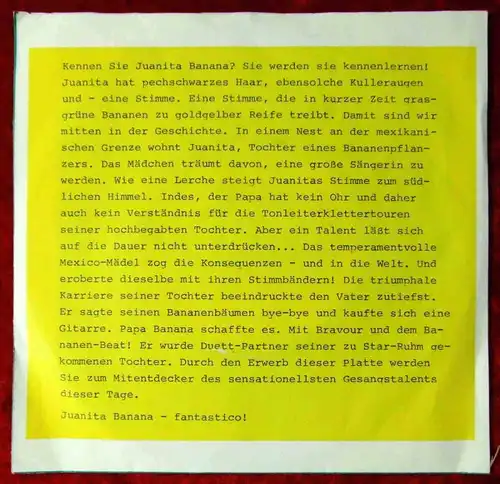 Kennen Sie Juanita Banana? Sie werden sie kennenlernen!
Juanita hat pechschwarzes Haar, ebensolche Kulleraugen
und - eine Stimme. Eine Stimme, die in kurzer Zeit gras-
grüne Bananen zu goldgelber Reife treibt. Damit sind wir
mitten in der Geschichte. In einem Nest an der mexikani-
schen Grenze wohnt Juanita, Tochter eines Bananenpflan-
zers. Das Mädchen träumt davon, eine große Sängerin zu
werden. Wie eine Lerche steigt Juanitas Stimme zum süd-
lichen Himmel. Indes, der Papa hat kein Ohr und daher
auch kein Verständnis für die Tonleiterklettertouren
seiner hochbegabten Tochter. Aber ein Talent läßt sich
auf die Dauer nicht unterdrücken... Das temperamentvolle
Mexico-Mädel zog die Konsequenzen - und in die Welt. Und
eroberte dieselbe mit ihren Stimmbändern! Die triumphale
Karriere seiner Tochter beeindruckte den Vater zutiefst.
Er sagte seinen Bananenbäumen bye-bye und kaufte sich eine
Gitarre. Papa Banana schaffte es. Mit Bravour und dem Ba-
nanen-Beat! Er wurde Duett-Partner seiner zu Star-Ruhm ge-
kommenen Tochter. Durch den Erwerb dieser Platte werden
Sie zum Mitentdecker des sensationellsten Gesangstalents
dieser Tage.
Juanita Banana - fantastico!